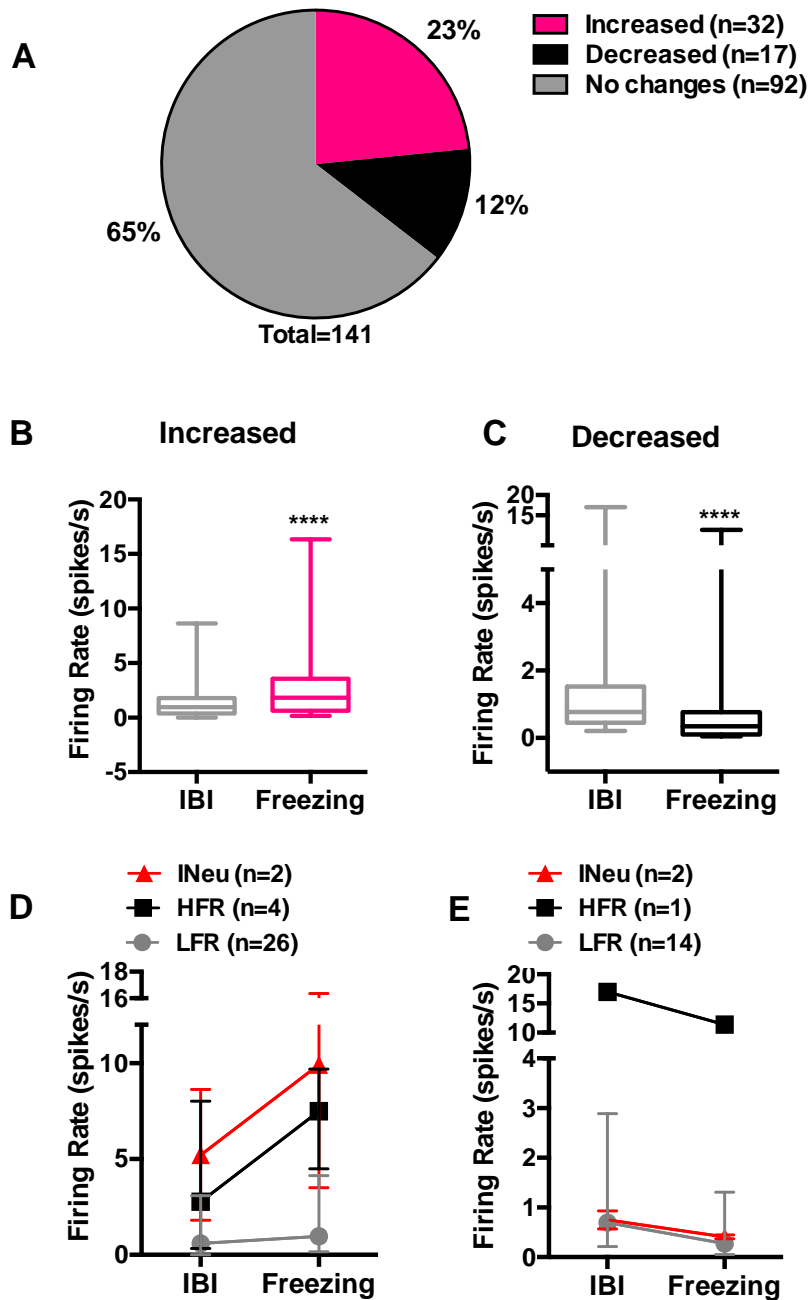 A
23%
12%
65%
Total=141
Increased (n=32)
Decreased (n=17)
No changes (n=92)
B
Increased
Firing Rate (spikes/s)
20
15
10
5
0
-5
****
IBI
Freezing
C
Decreased
Firing Rate (spikes/s)
20
15
4
2
0
****
IBI
Freezing
D
INeu (n=2)
HFR (n=4)
LFR (n=26)
Firing Rate (spikes/s)
18
16
10
5
0
IBI
Freezing
E
INeu (n=2)
HFR (n=1)
LFR (n=14)
Firing Rate (spikes/s)
20
15
10
4
3
2
1
0
IBI
Freezing